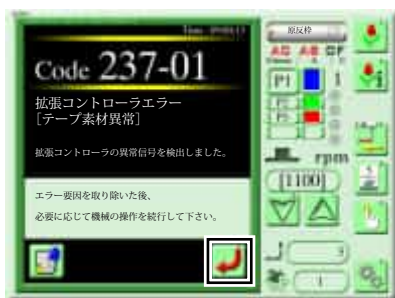 原反枠
Code 237-01
拡張コントローラエラー
[テープ素材異常]
拡張コントローラの異常信号を検出しました。
エラー要因を取り除いた後、
必要に応じて機械の操作を続行して下さい。
P1
1
rpm
[1100]
1